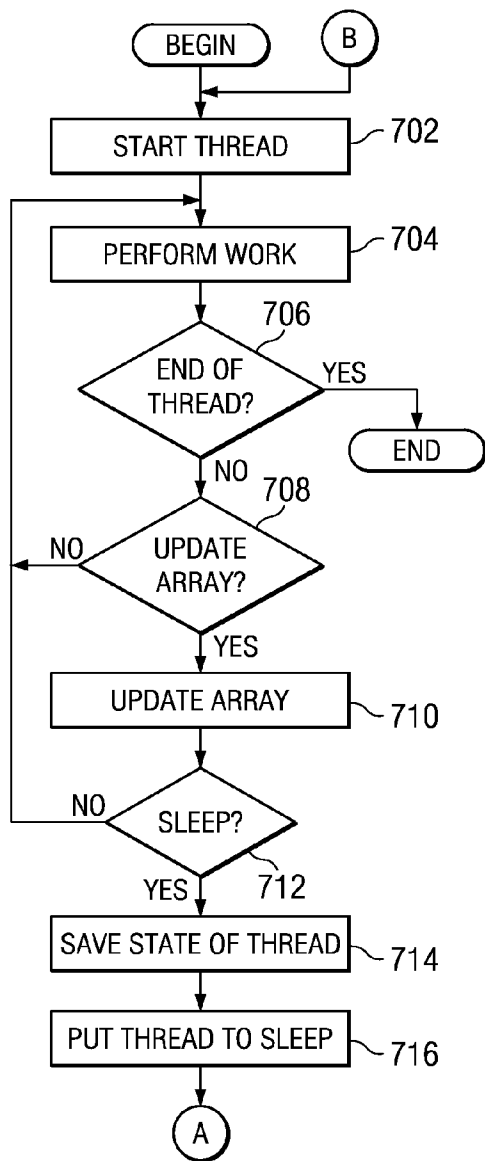 BEGIN
B
START THREAD
702
PERFORM WORK
704
706
END OF
THREAD?
YES
END
NO
708
NO
UPDATE
ARRAY?
YES
UPDATE ARRAY
710
NO
SLEEP?
712
YES
SAVE STATE OF THREAD
714
PUT THREAD TO SLEEP
716
A